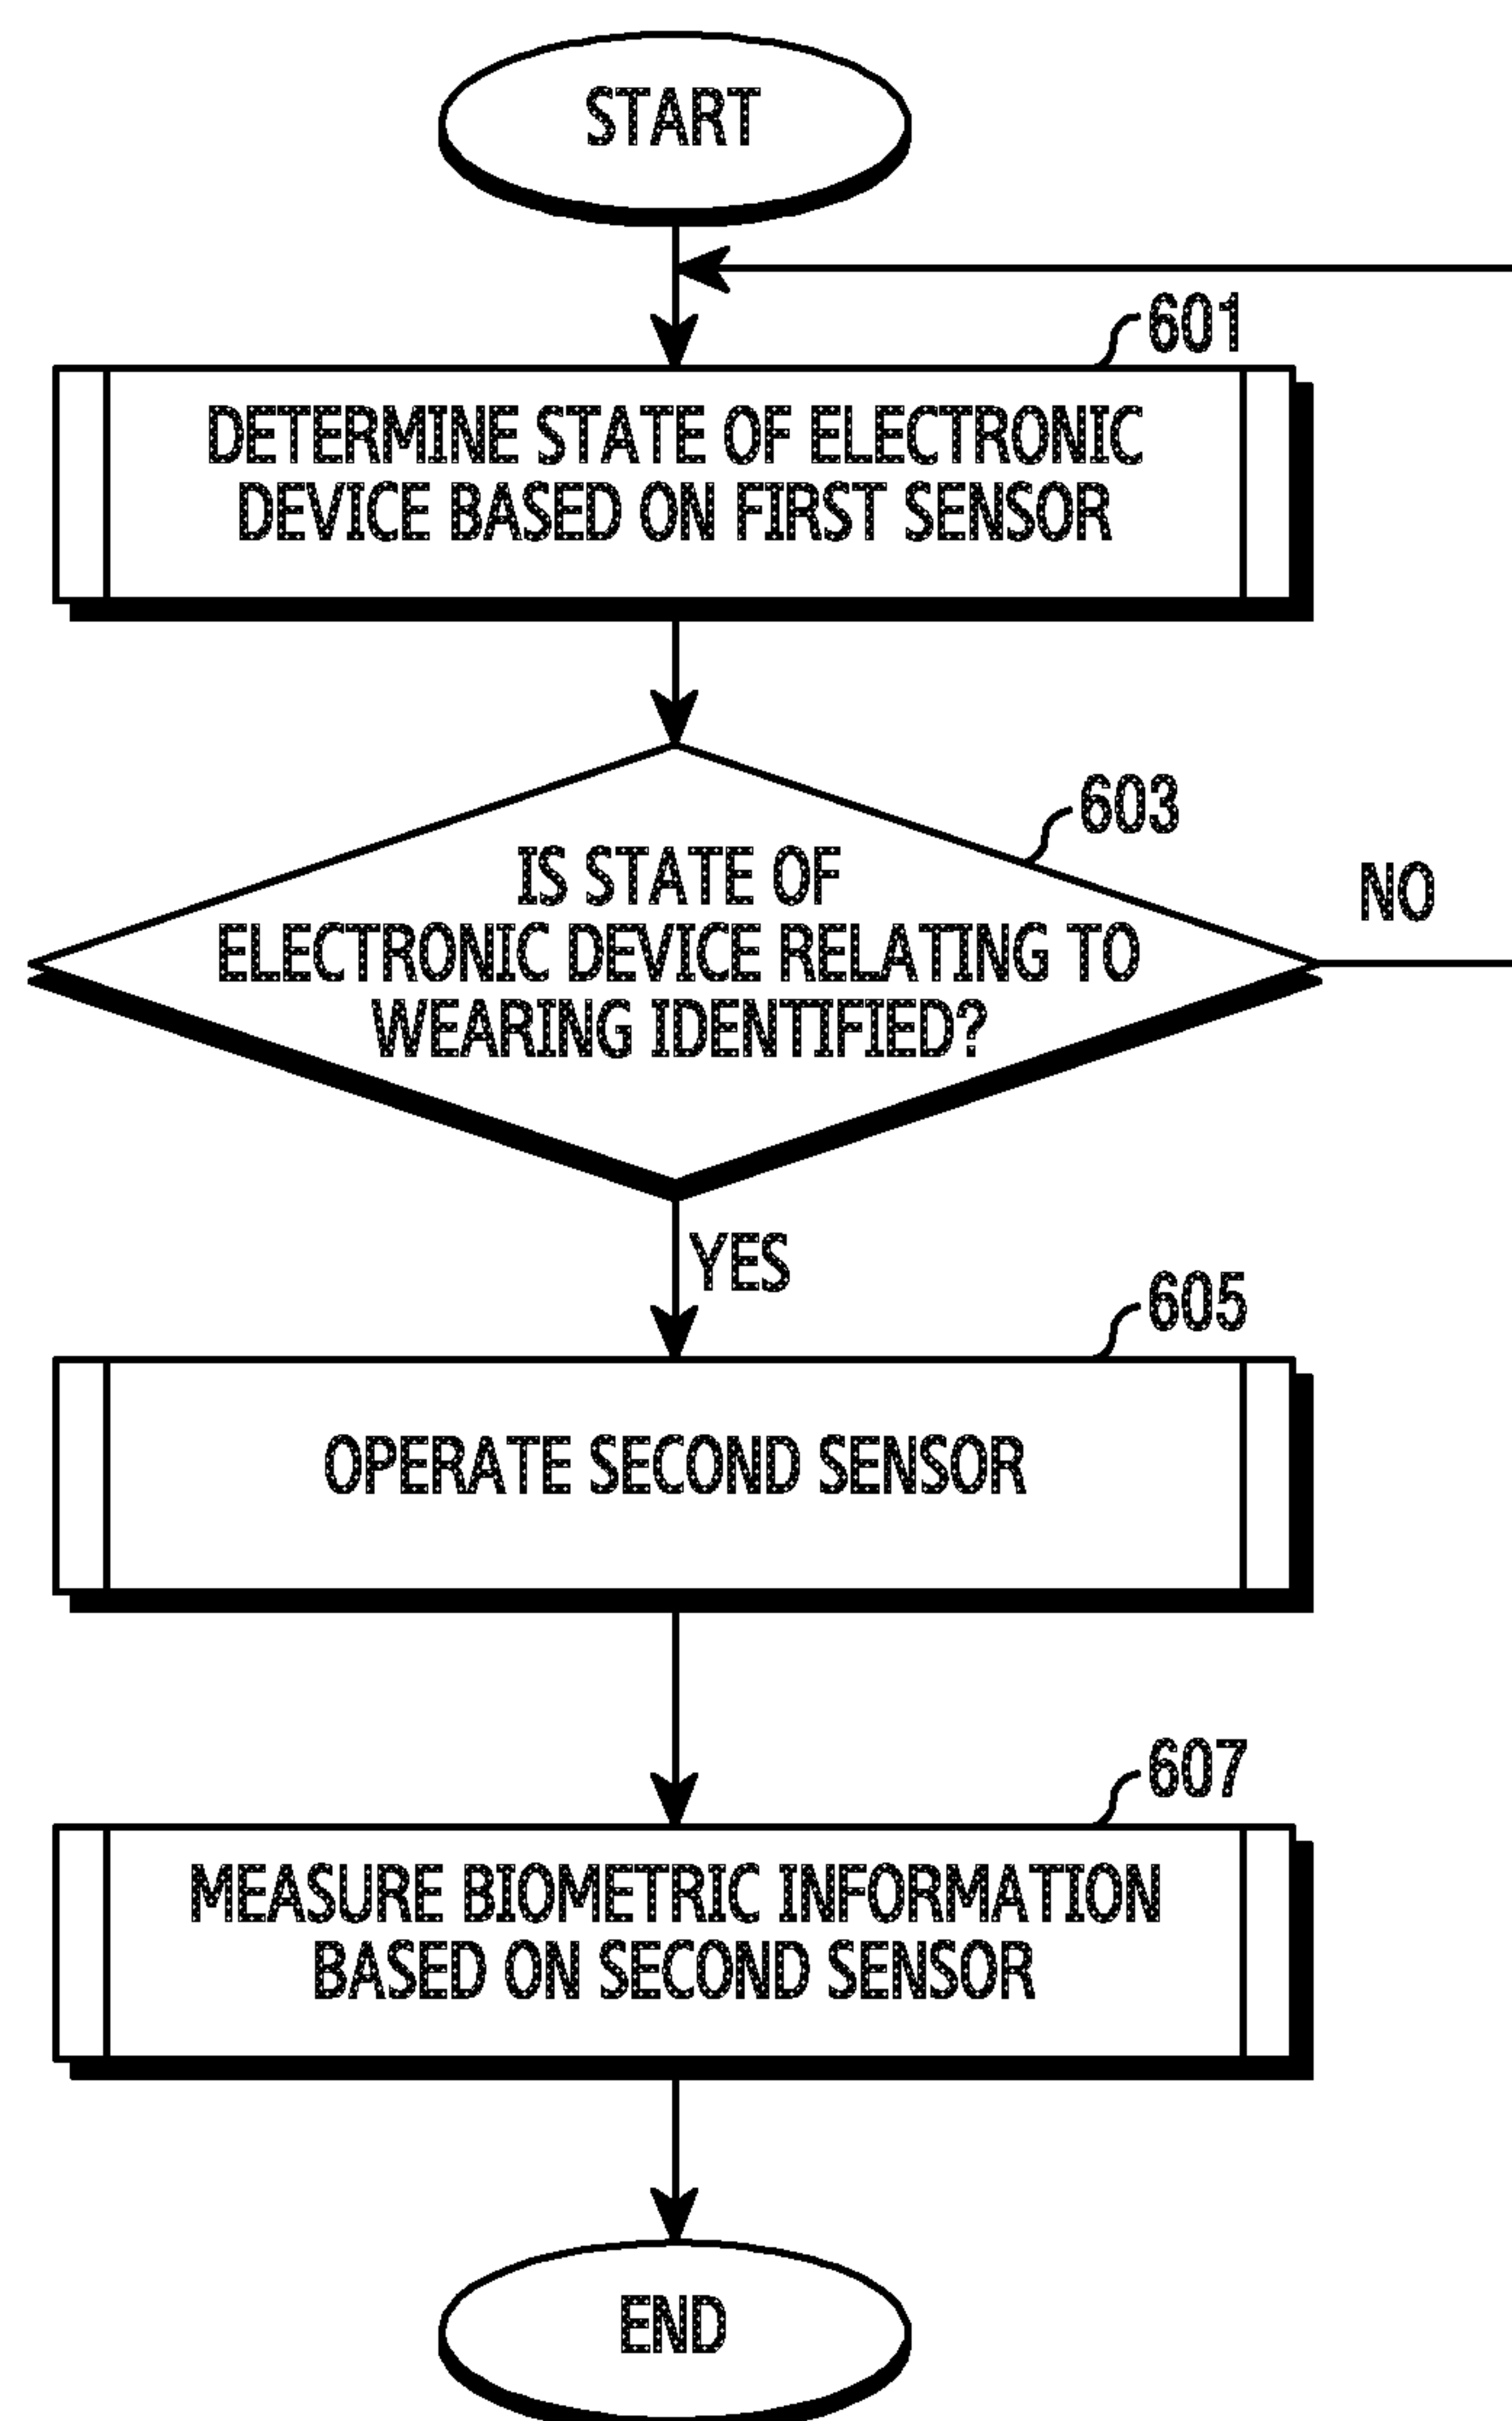 START
601
DETERMINE STATE OF ELECTRONIC
DEVICE BASED ON FIRST SENSOR
603
IS STATE OF
ELECTRONIC DEVICE RELATING TO
WEARING IDENTIFIED?
NO
YES
605
OPERATE SECOND SENSOR
607
MEASURE BIOMETRIC INFORMATION
BASED ON SECOND SENSOR
END